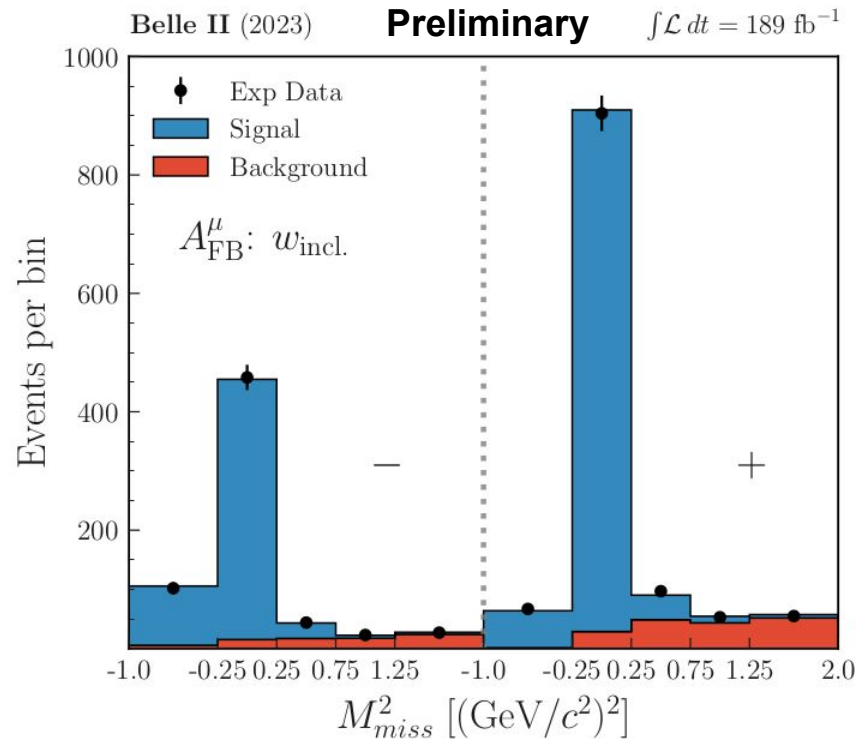 Belle II (2023) Preliminary ∫ℒ dt = 189 fb⁻¹
1000
800
600
400
200
Events per bin
Exp Data
Signal
Background
A_FB^μ: w_incl.
− +
-1.0 -0.25 0.25 0.75 1.25 -1.0 -0.25 0.25 0.75 1.25 2.0
M²_miss [(GeV/c²)²]